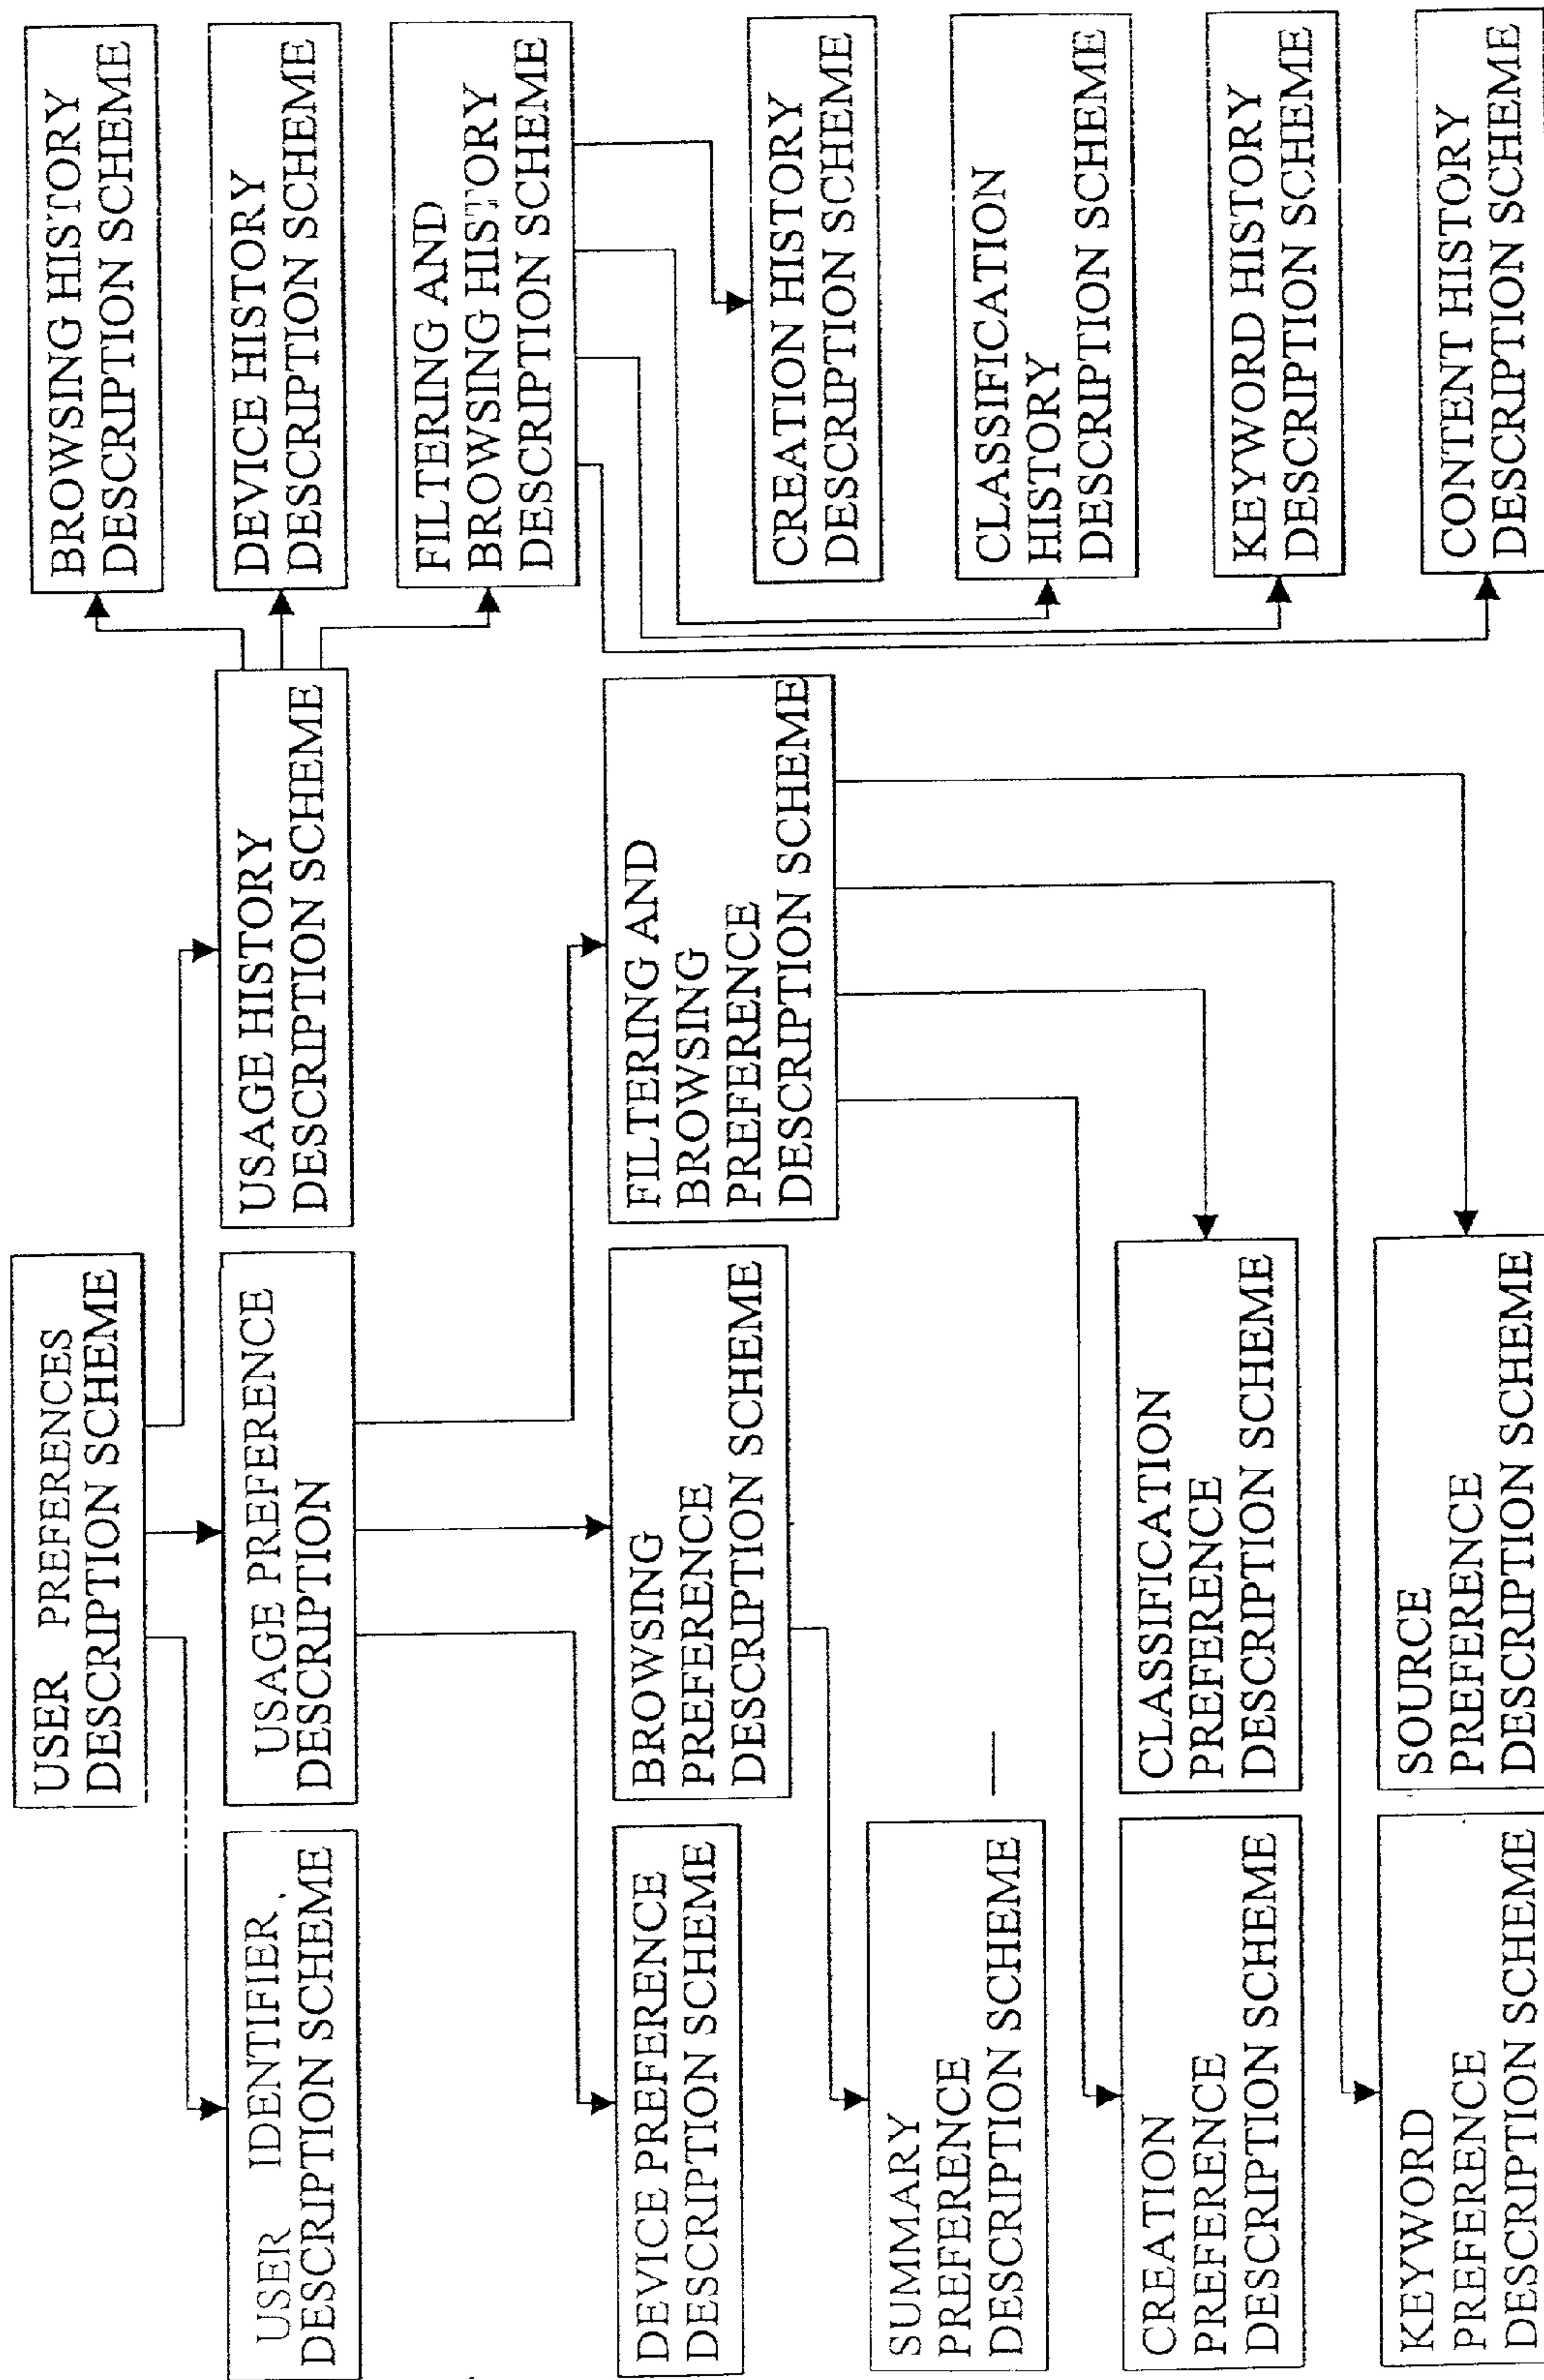 USER PREFERENCES
DESCRIPTION SCHEME
USER IDENTIFIER
DESCRIPTION SCHEME
USAGE PREFERENCE
DESCRIPTION
USAGE HISTORY
DESCRIPTION SCHEME
BROWSING HISTORY
DESCRIPTION SCHEME
DEVICE HISTORY
DESCRIPTION SCHEME
FILTERING AND
BROWSING HISTORY
DESCRIPTION SCHEME
DEVICE PREFERENCE
DESCRIPTION SCHEME
BROWSING
PREFERENCE
DESCRIPTION SCHEME
FILTERING AND
BROWSING
PREFERENCE
DESCRIPTION SCHEME
CREATION HISTORY
DESCRIPTION SCHEME
SUMMARY
PREFERENCE
DESCRIPTION SCHEME
CLASSIFICATION
HISTORY
DESCRIPTION SCHEME
CREATION
PREFERENCE
DESCRIPTION SCHEME
CLASSIFICATION
PREFERENCE
DESCRIPTION SCHEME
KEYWORD HISTORY
DESCRIPTION SCHEME
KEYWORD
PREFERENCE
DESCRIPTION SCHEME
SOURCE
PREFERENCE
DESCRIPTION SCHEME
CONTENT HISTORY
DESCRIPTION SCHEME